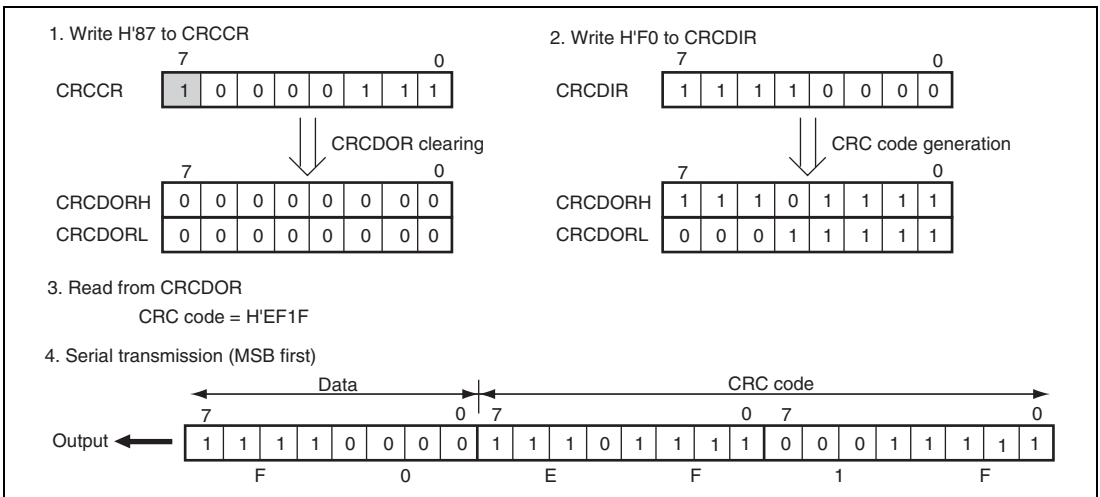 1. Write H'87 to CRCCR
7 0
CRCCR 1 0 0 0 0 1 1 1
CRCDOR clearing
7 0
CRCDORH 0 0 0 0 0 0 0 0
CRCDORL 0 0 0 0 0 0 0 0
2. Write H'F0 to CRCDIR
7 0
CRCDIR 1 1 1 1 0 0 0 0
CRC code generation
7 0
CRCDORH 1 1 1 0 1 1 1 1
CRCDORL 0 0 0 1 1 1 1 1
3. Read from CRCDOR
CRC code = H'EF1F
4. Serial transmission (MSB first)
Data CRC code
7 0 7 0 7 0
Output 1 1 1 1 0 0 0 0 1 1 1 0 1 1 1 1 0 0 0 1 1 1 1 1
F 0 E F 1 F